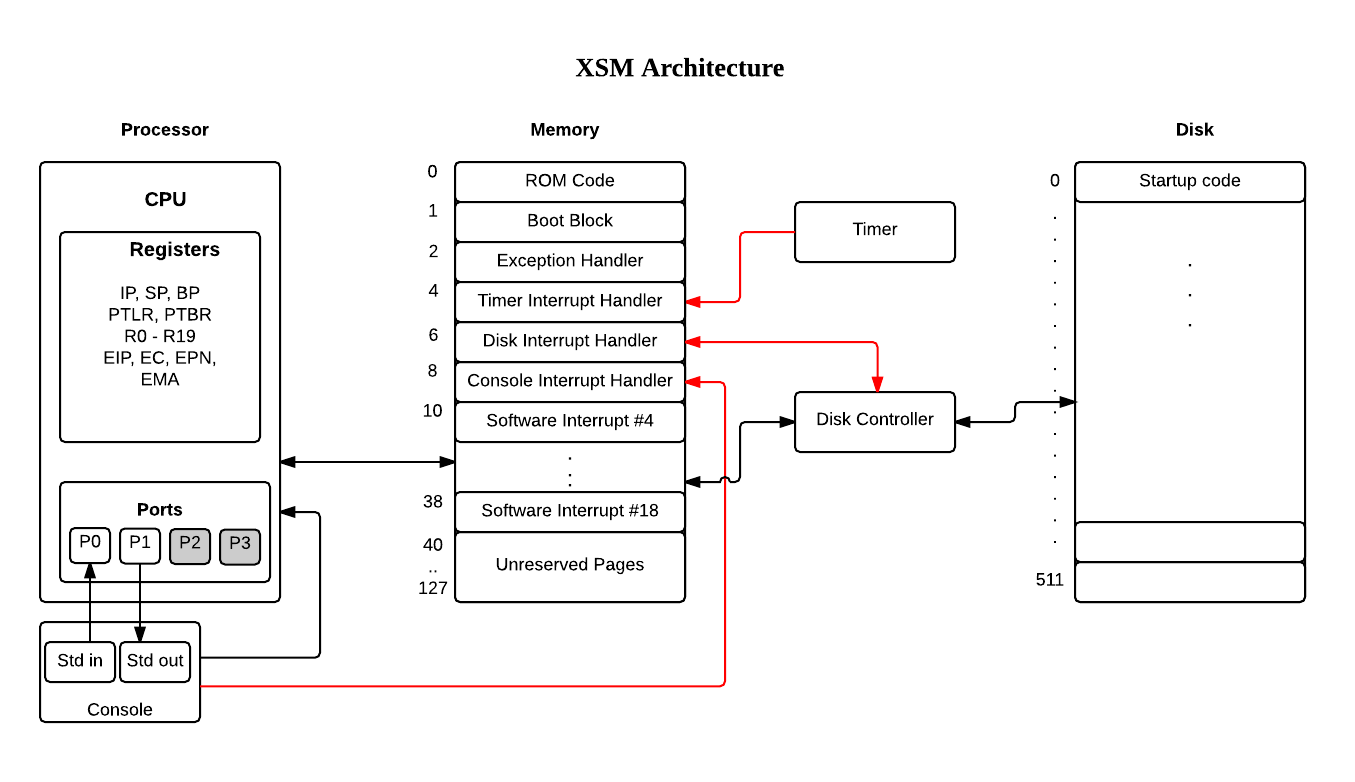 XSM Architecture
Processor
Memory
Disk
CPU
Registers
IP, SP, BP
PTLR, PTBR
R0 - R19
EIP, EC, EPN,
EMA
Ports
P0
P1
P2
P3
Std in
Std out
Console
0
ROM Code
1
Boot Block
2
Exception Handler
4
Timer Interrupt Handler
6
Disk Interrupt Handler
8
Console Interrupt Handler
10
Software Interrupt #4
38
Software Interrupt #18
40
..
127
Unreserved Pages
Timer
Disk Controller
0
Startup code
511